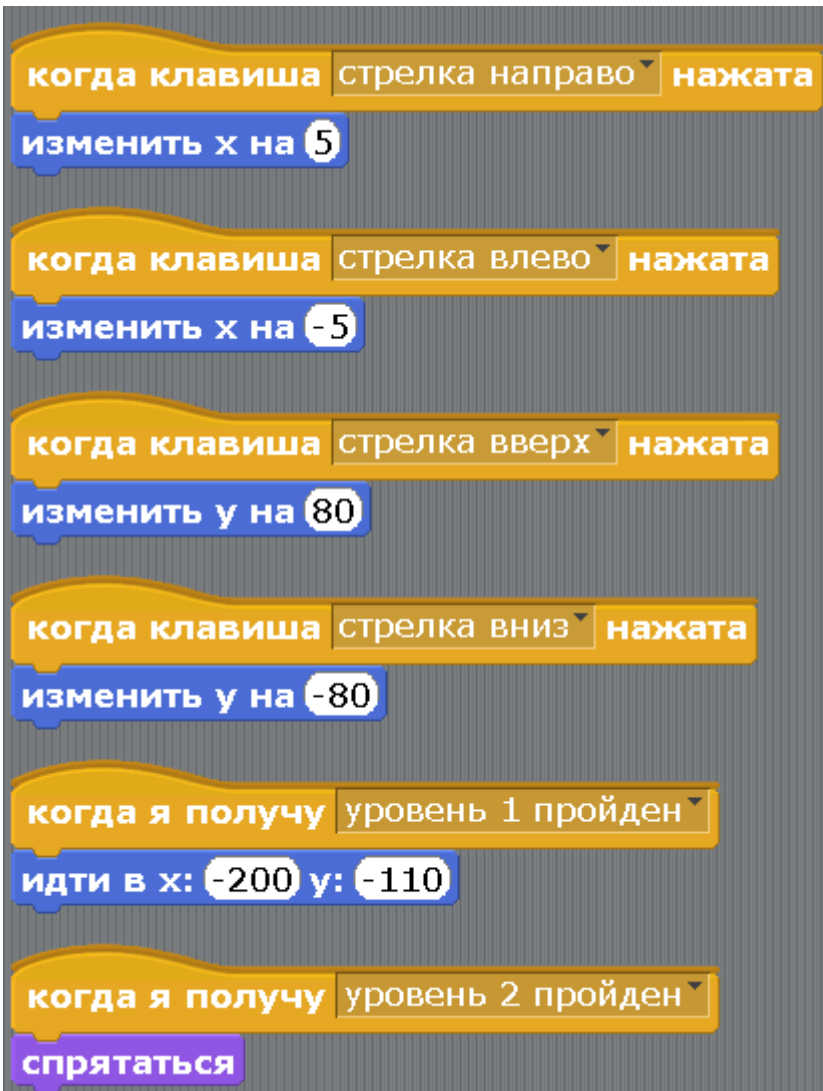 когда клавиша стрелка направо нажата
изменить x на 5
когда клавиша стрелка влево нажата
изменить x на -5
когда клавиша стрелка вверх нажата
изменить y на 80
когда клавиша стрелка вниз нажата
изменить y на -80
когда я получу уровень 1 пройден
идти в x: -200 y: -110
когда я получу уровень 2 пройден
спрятаться